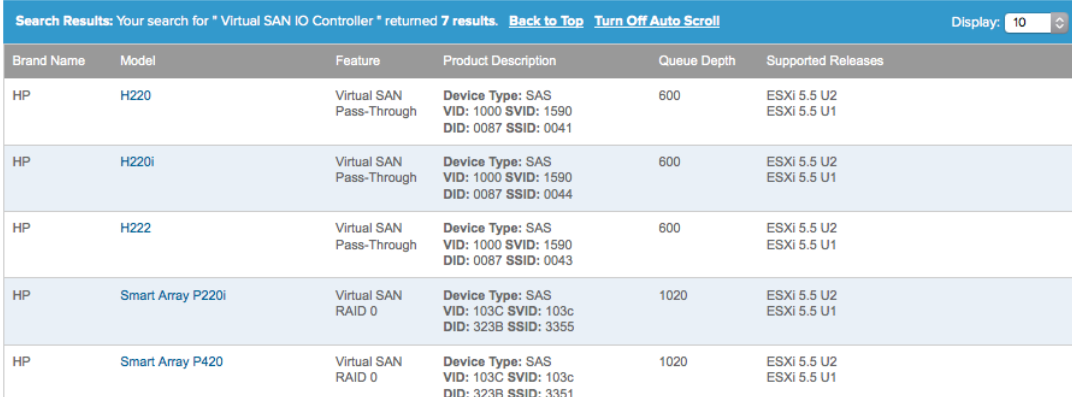 Search Results: Your search for " Virtual SAN IO Controller " returned 7 results. Back to Top Turn Off Auto Scroll Display: 10
Brand Name Model Feature Product Description Queue Depth Supported Releases
HP H220 Virtual SAN Device Type: SAS 600 ESXi 5.5 U2
Pass-Through VID: 1000 SVID: 1590 ESXi 5.5 U1
DID: 0087 SSID: 0041
HP H220i Virtual SAN Device Type: SAS 600 ESXi 5.5 U2
Pass-Through VID: 1000 SVID: 1590 ESXi 5.5 U1
DID: 0087 SSID: 0044
HP H222 Virtual SAN Device Type: SAS 600 ESXi 5.5 U2
Pass-Through VID: 1000 SVID: 1590 ESXi 5.5 U1
DID: 0087 SSID: 0043
HP Smart Array P220i Virtual SAN Device Type: SAS 1020 ESXi 5.5 U2
RAID 0 VID: 103C SVID: 103c ESXi 5.5 U1
DID: 323B SSID: 3355
HP Smart Array P420 Virtual SAN Device Type: SAS 1020 ESXi 5.5 U2
RAID 0 VID: 103C SVID: 103c ESXi 5.5 U1
DID: 323B SSID: 3351